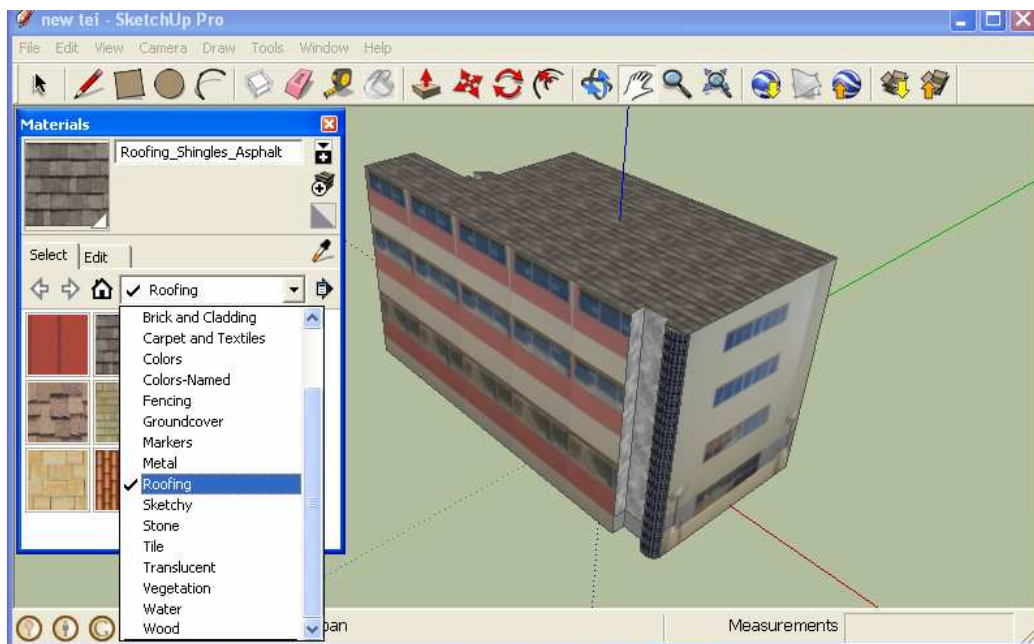 new tei - SketchUp Pro
File Edit View Camera Draw Tools Window Help
Materials
Roofing_Shingles_Asphalt
Select Edit
Roofing
Brick and Cladding
Carpet and Textiles
Colors
Colors-Named
Fencing
Groundcover
Markers
Metal
Roofing
Sketchy
Stone
Tile
Translucent
Vegetation
Water
Wood
pan
Measurements